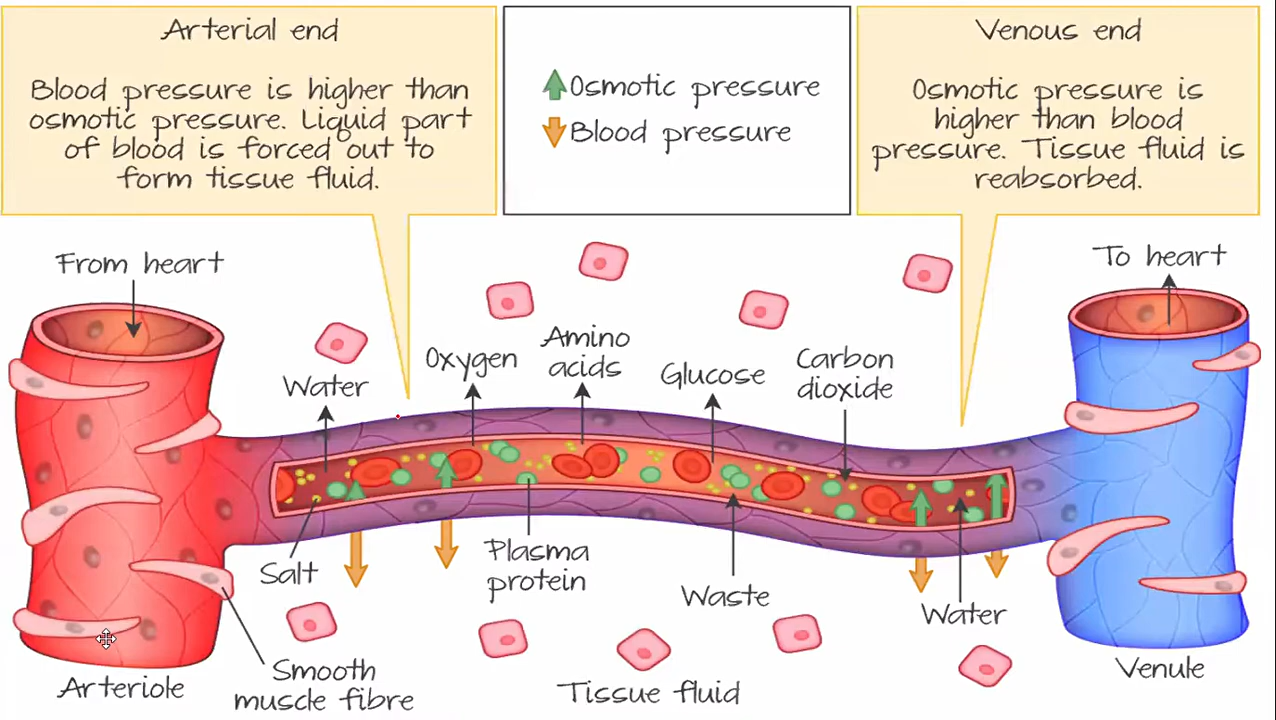 Arterial end
Blood pressure is higher than
osmotic pressure. Liquid part
of blood is forced out to
form tissue fluid.
Osmotic pressure
Blood pressure
Venous end
Osmotic pressure is
higher than blood
pressure. Tissue fluid is
reabsorbed.
From heart
To heart
Water
Oxygen
Amino
acids
Glucose
Carbon
dioxide
Salt
Plasma
protein
Waste
Water
Smooth
muscle fibre
Arteriole
Tissue fluid
Venule